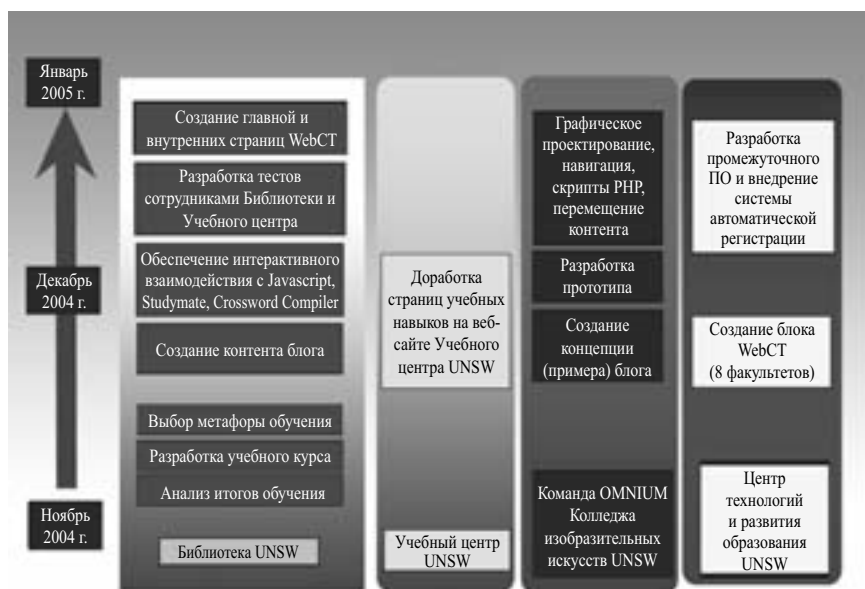 Январь
2005 г.
Декабрь
2004 г.
Ноябрь
2004 г.
Создание главной и
внутренних страниц WebCT
Разработка тестов
сотрудниками Библиотеки и
Учебного центра
Обеспечение интерактивного
взаимодействия с Javascript,
Studymate, Crossword Compiler
Создание контента блога
Выбор метафоры обучения
Разработка учебного курса
Анализ итогов обучения
Библиотека UNSW
Доработка
страниц учебных
навыков на веб-
сайте Учебного
центра UNSW
Учебный центр
UNSW
Графическое
проектирование,
навигация,
скрипты PHP,
перемещение
контента
Разработка
прототипа
Создание
концепции
(примера) блога
Команда OMNIUM
Колледжа
изобразительных
искусств UNSW
Разработка
промежуточного
ПО и внедрение
системы
автоматической
регистрации
Создание блока
WebCT
(8 факультетов)
Центр
технологий
и развития
образования
UNSW